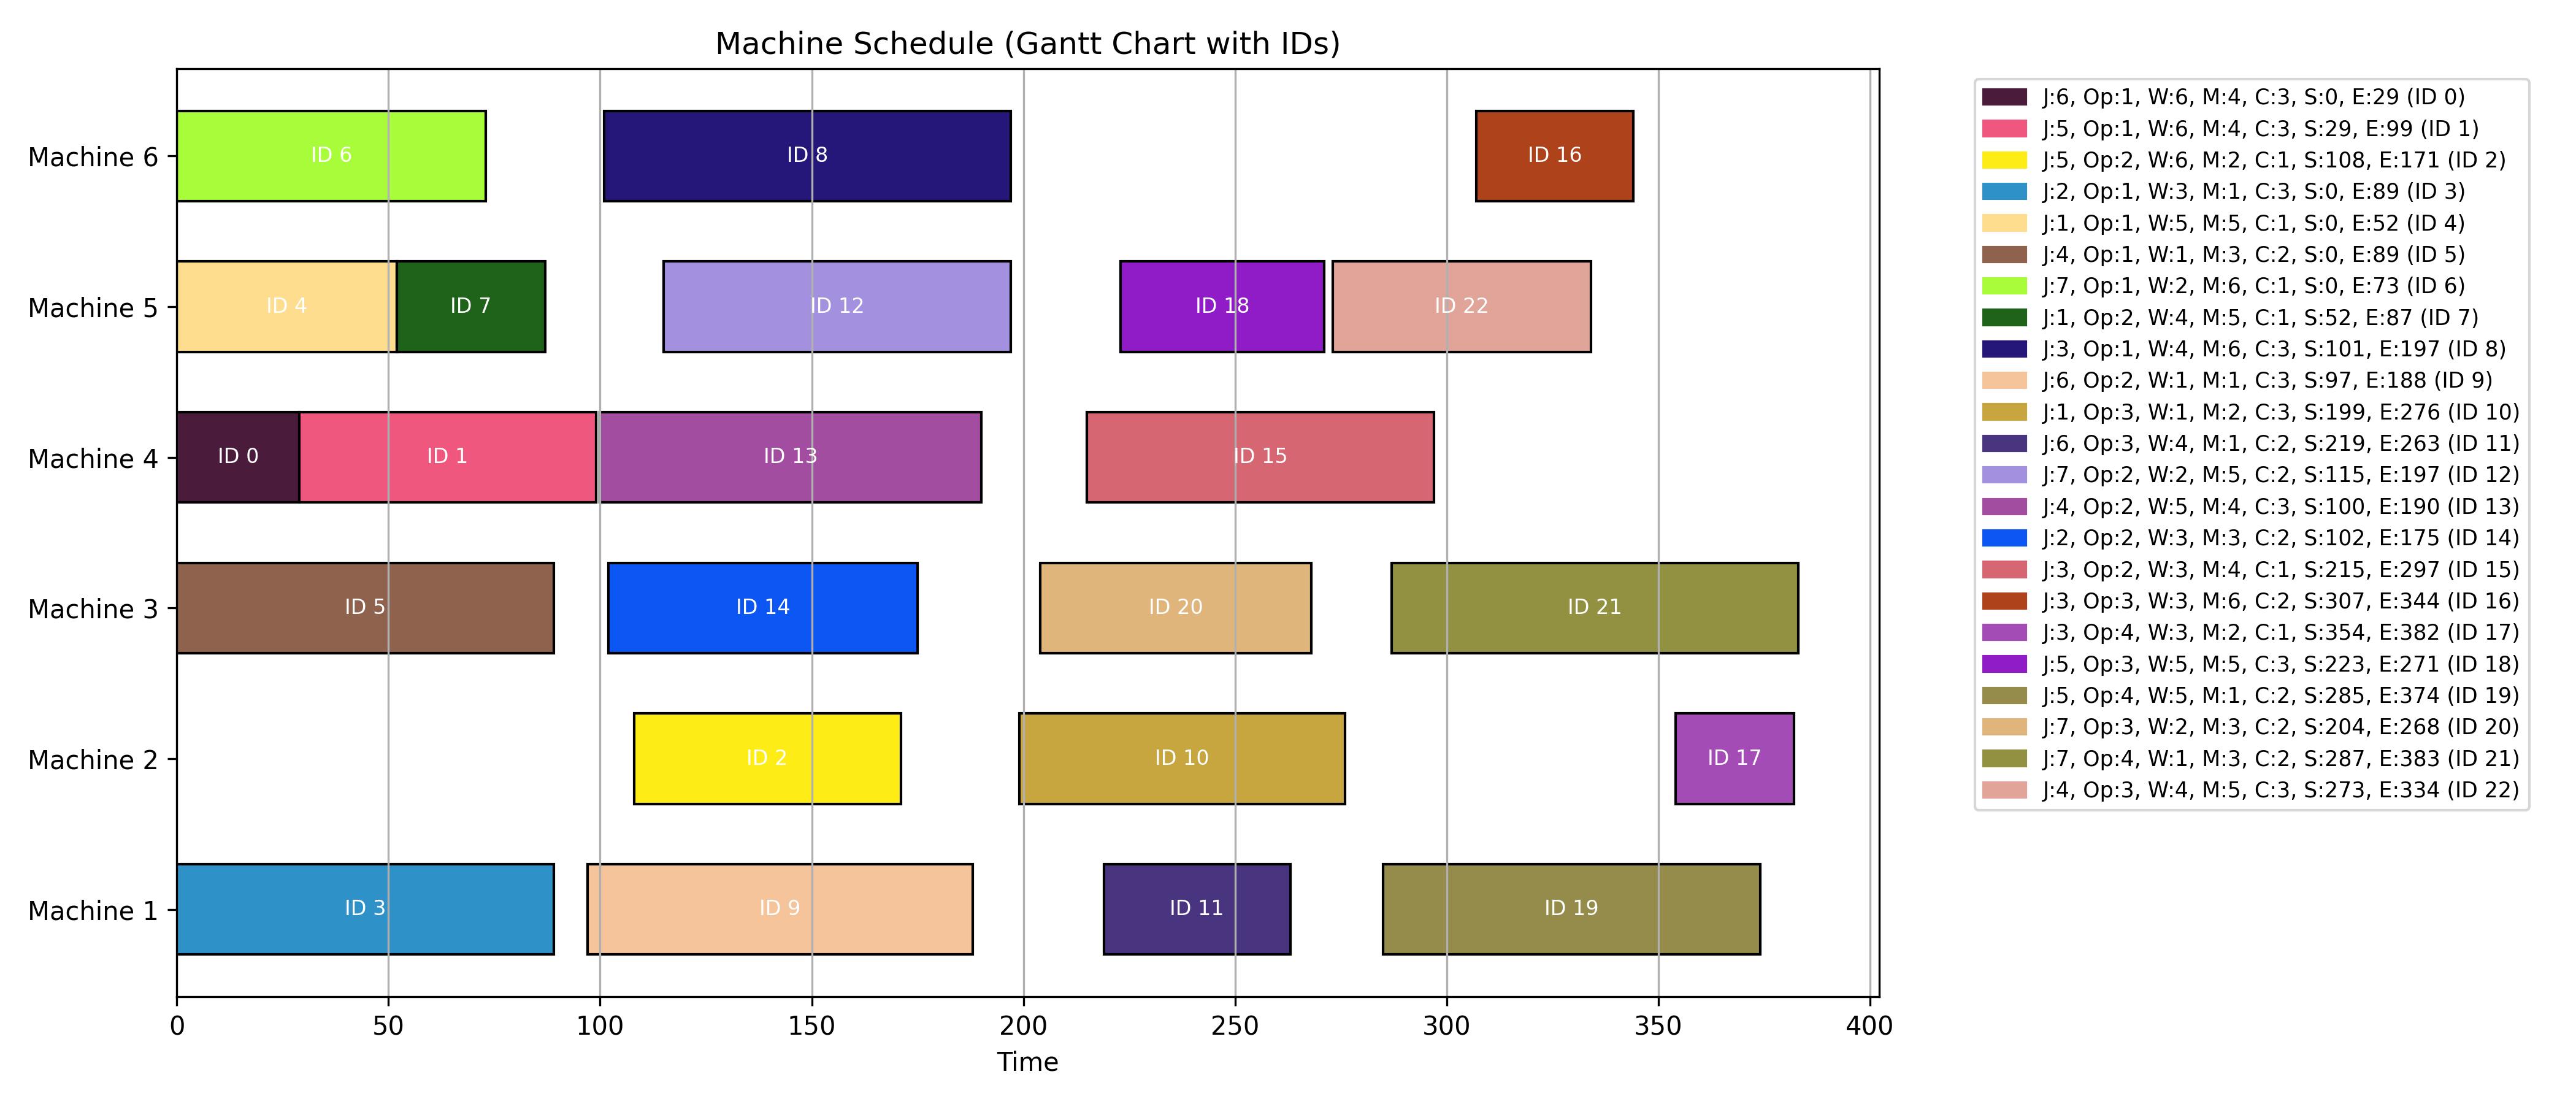 Machine Schedule (Gantt Chart with IDs)
Machine 6
ID 6
ID 8
ID 16
Machine 5
ID 4
ID 7
ID 12
ID 18
ID 22
Machine 4
ID 0
ID 1
ID 13
ID 15
Machine 3
ID 5
ID 14
ID 20
ID 21
Machine 2
ID 2
ID 10
ID 17
Machine 1
ID 3
ID 9
ID 11
ID 19
0 50 100 150 200 250 300 350 400
Time
J:6, Op:1, W:6, M:4, C:3, S:0, E:29 (ID 0)
J:5, Op:1, W:6, M:4, C:3, S:29, E:99 (ID 1)
J:5, Op:2, W:6, M:2, C:1, S:108, E:171 (ID 2)
J:2, Op:1, W:3, M:1, C:3, S:0, E:89 (ID 3)
J:1, Op:1, W:5, M:5, C:1, S:0, E:52 (ID 4)
J:4, Op:1, W:1, M:3, C:2, S:0, E:89 (ID 5)
J:7, Op:1, W:2, M:6, C:1, S:0, E:73 (ID 6)
J:1, Op:2, W:4, M:5, C:1, S:52, E:87 (ID 7)
J:3, Op:1, W:4, M:6, C:3, S:101, E:197 (ID 8)
J:6, Op:2, W:1, M:1, C:3, S:97, E:188 (ID 9)
J:1, Op:3, W:1, M:2, C:3, S:199, E:276 (ID 10)
J:6, Op:3, W:4, M:1, C:2, S:219, E:263 (ID 11)
J:7, Op:2, W:2, M:5, C:2, S:115, E:197 (ID 12)
J:4, Op:2, W:5, M:4, C:3, S:100, E:190 (ID 13)
J:2, Op:2, W:3, M:3, C:2, S:102, E:175 (ID 14)
J:3, Op:2, W:3, M:4, C:1, S:215, E:297 (ID 15)
J:3, Op:3, W:3, M:6, C:2, S:307, E:344 (ID 16)
J:3, Op:4, W:3, M:2, C:1, S:354, E:382 (ID 17)
J:5, Op:3, W:5, M:5, C:3, S:223, E:271 (ID 18)
J:5, Op:4, W:5, M:1, C:2, S:285, E:374 (ID 19)
J:7, Op:3, W:2, M:3, C:2, S:204, E:268 (ID 20)
J:7, Op:4, W:1, M:3, C:2, S:287, E:383 (ID 21)
J:4, Op:3, W:4, M:5, C:3, S:273, E:334 (ID 22)